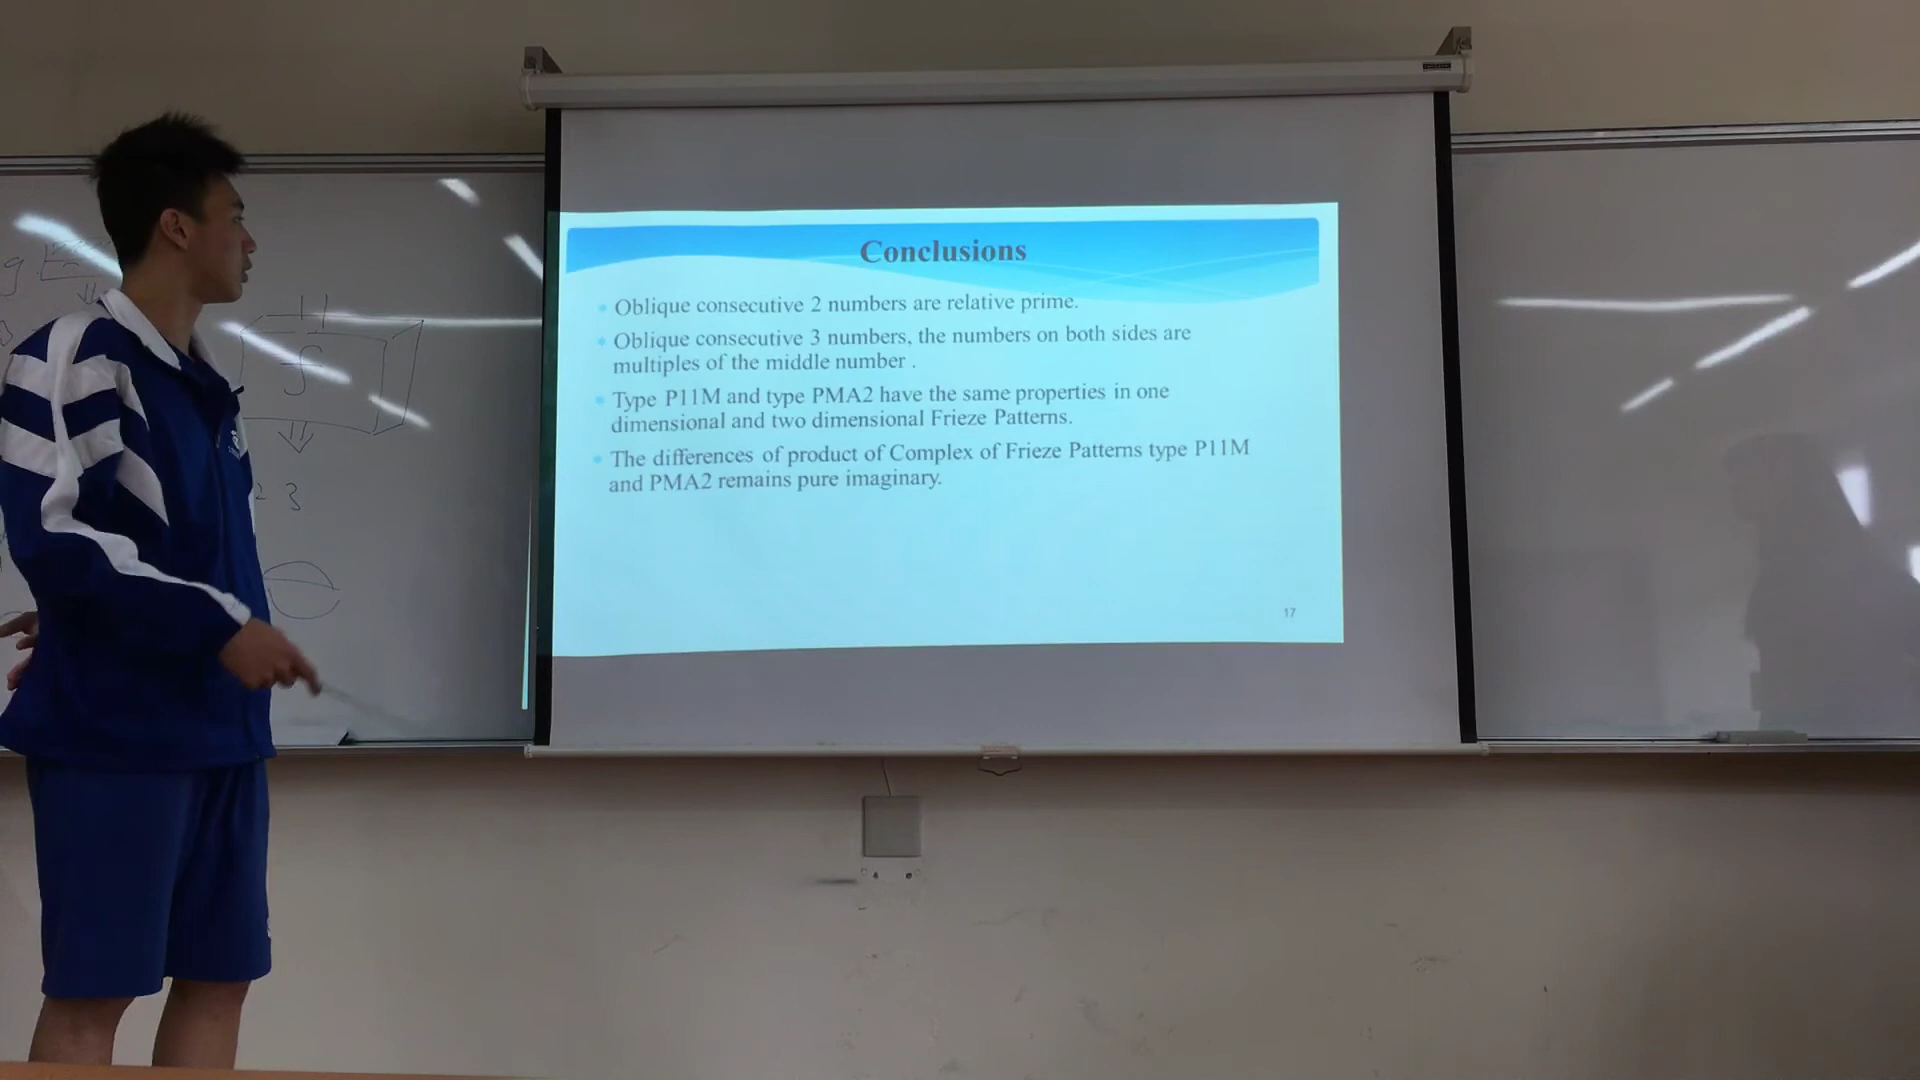 Conclusions
Oblique consecutive 2 numbers are relative prime.
Oblique consecutive 3 numbers, the numbers on both sides are
multiples of the middle number .
Type P11M and type PMA2 have the same properties in one
dimensional and two dimensional Frieze Patterns.
The differences of product of Complex of Frieze Patterns type P11M
and PMA2 remains pure imaginary.
17
g
f
2 3